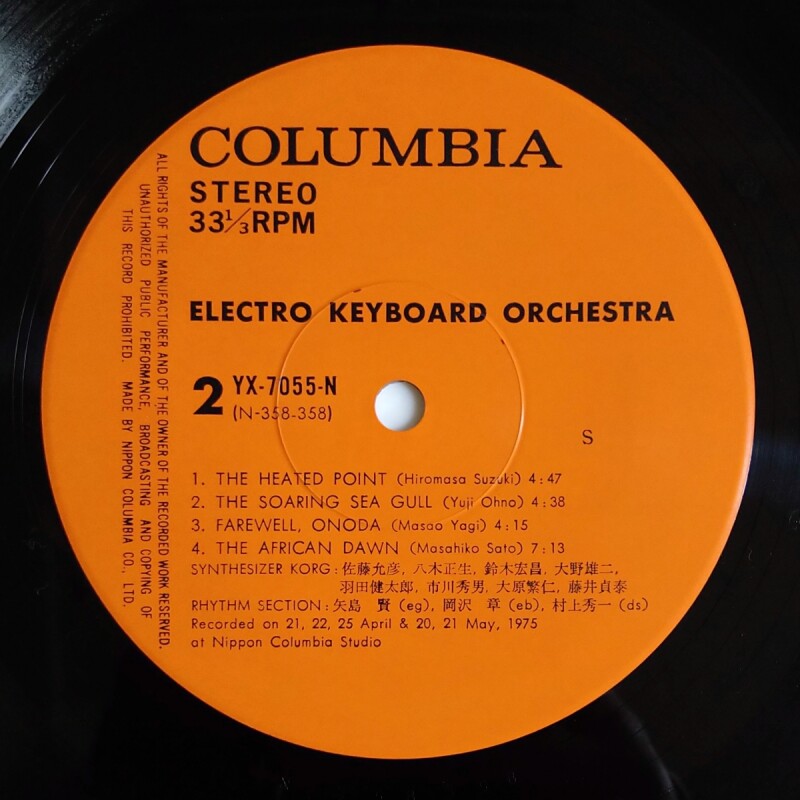 COLUMBIA
STEREO
33 1/3 RPM
ELECTRO KEYBOARD ORCHESTRA
2 YX-7055-N
(N-358-358)
S
1. THE HEATED POINT (Hiromasa Suzuki) 4:47
2. THE SOARING SEA GULL (Yuji Ohno) 4:38
3. FAREWELL, ONODA (Masao Yagi) 4:15
4. THE AFRICAN DAWN (Masahiko Sato) 7:13
SYNTHESIZER KORG: 佐藤允彦, 八木正生, 鈴木宏昌, 大野雄二,
羽田健太郎, 市川秀男, 大原繁仁, 藤井貞泰
RHYTHM SECTION: 矢島 賢 (eg), 岡沢 章 (eb), 村上秀一 (ds)
Recorded on 21, 22, 25 April & 20, 21 May, 1975
at Nippon Columbia Studio
ALL RIGHTS OF THE MANUFACTURER AND OF THE OWNER OF THE RECORDED WORK RESERVED.
UNAUTHORIZED PUBLIC PERFORMANCE, BROADCASTING AND COPYING OF
THIS RECORD PROHIBITED. MADE BY NIPPON COLUMBIA CO., LTD.